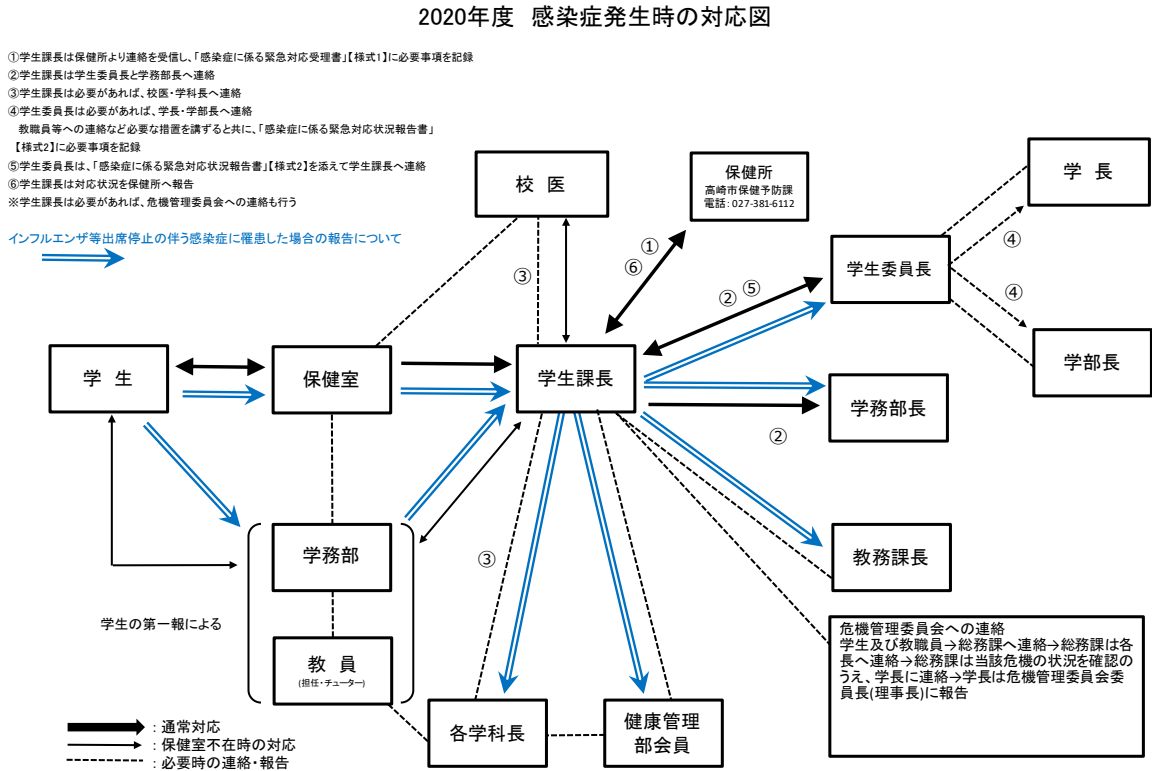 2020年度 感染症発生時の対応図
①学生課長は保健所より連絡を受信し、「感染症に係る緊急対応受理書」【様式1】に必要事項を記録
②学生課長は学生委員長と学務部長へ連絡
③学生課長は必要があれば、校医・学科長へ連絡
④学生委員長は必要があれば、学長・学部長へ連絡
教職員等への連絡など必要な措置を講ずると共に、「感染症に係る緊急対応状況報告書」
【様式2】に必要事項を記録
⑤学生委員長は、「感染症に係る緊急対応状況報告書」【様式2】を添えて学生課長へ連絡
⑥学生課長は対応状況を保健所へ報告
※学生課長は必要があれば、危機管理委員会への連絡も行う
インフルエンザ等出席停止の伴う感染症に罹患した場合の報告について
校 医
保健所
高崎市保健予防課
電話：027-381-6112
学 長
①
⑥
③
② ⑤
学生委員長
④
④
学 生
保健室
学生課長
学部長
学務部長
②
学務部
③
教務課長
学生の第一報による
教 員
(担任・チューター)
各学科長
健康管理
部会員
危機管理委員会への連絡
学生及び教職員→総務課へ連絡→総務課は各
長へ連絡→総務課は当該危機の状況を確認の
うえ、学長に連絡→学長は危機管理委員会委
員長(理事長)に報告
：通常対応
：保健室不在時の対応
：必要時の連絡・報告